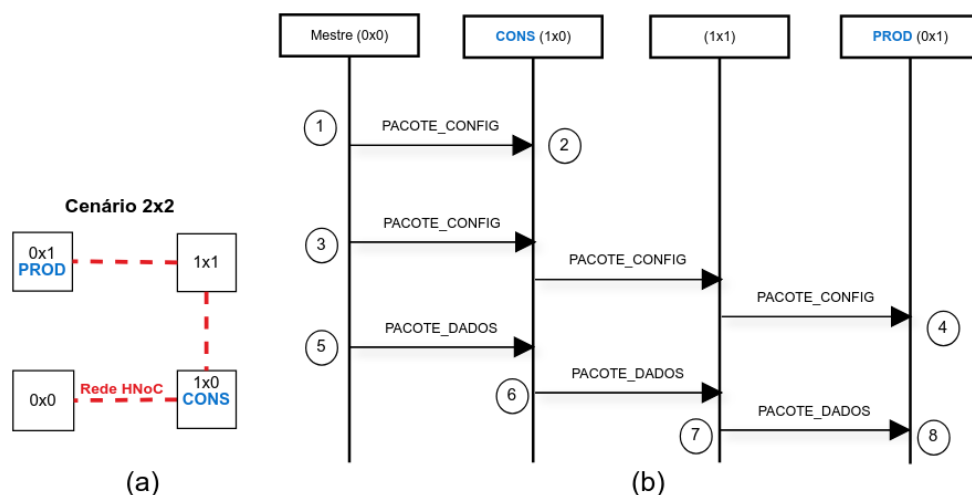 Mestre (0x0)
CONS (1x0)
(1x1)
PROD (0x1)
1
PACOTE_CONFIG
2
3
PACOTE_CONFIG
PACOTE_CONFIG
PACOTE_CONFIG
4
5
PACOTE_DADOS
6
PACOTE_DADOS
7
PACOTE_DADOS
8
Cenário 2x2
0x1
PROD
1x1
0x0
Rede HNoC
1x0
CONS
(a)
(b)